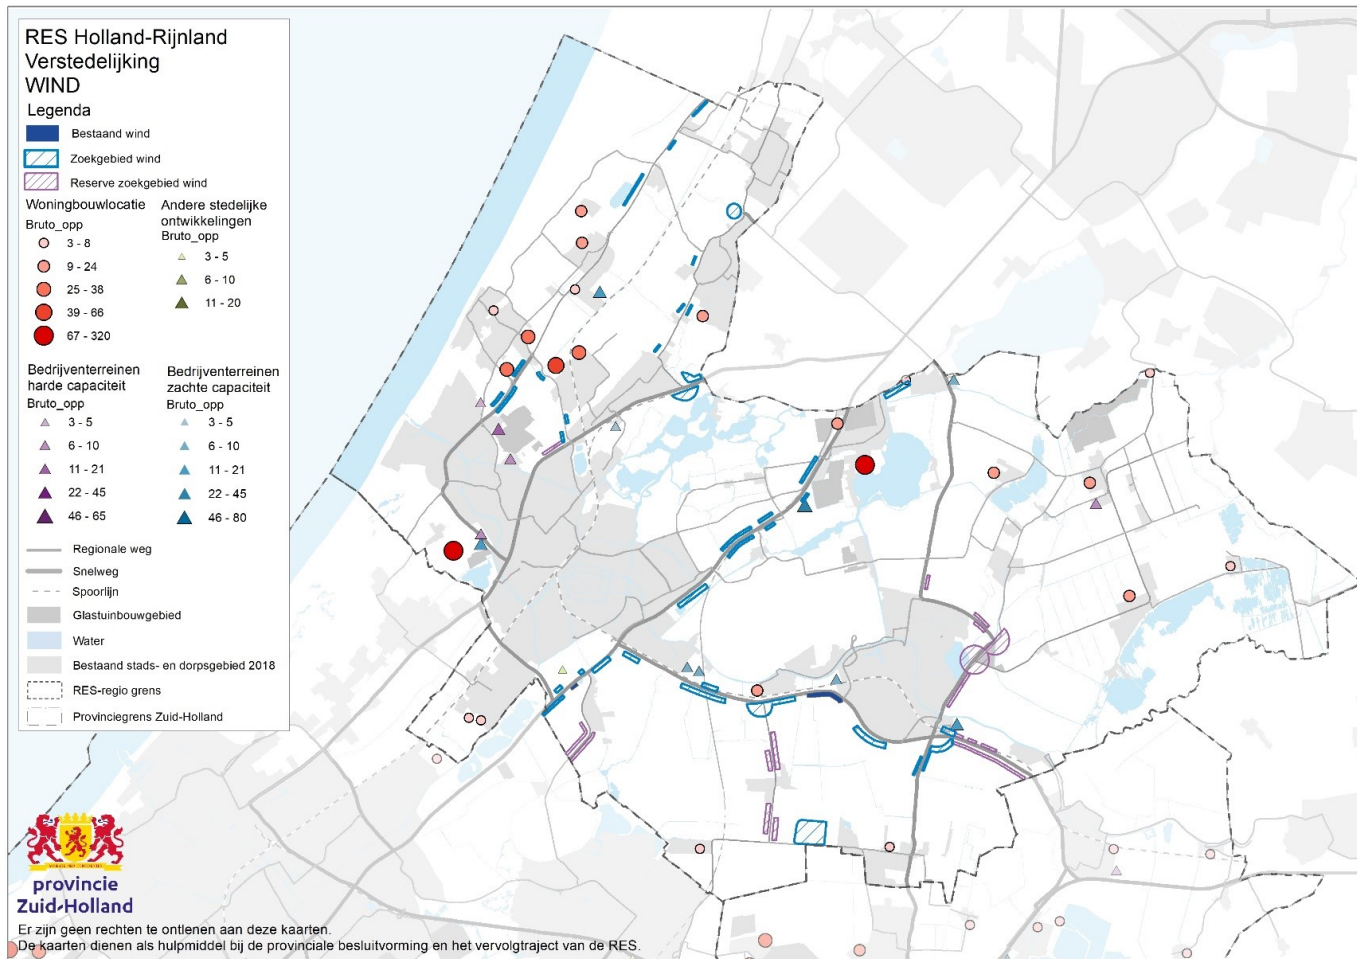 RES Holland-Rijnland
Verstedelijking
WIND
Legenda
Bestaand wind
Zoekgebied wind
Reserve zoekgebied wind
Woningbouwlocatie
Bruto_opp
3 - 8
9 - 24
25 - 38
39 - 66
67 - 320
Andere stedelijke
ontwikkelingen
Bruto_opp
3 - 5
6 - 10
11 - 20
Bedrijventerreinen
harde capaciteit
Bruto_opp
3 - 5
6 - 10
11 - 21
22 - 45
46 - 65
Bedrijventerreinen
zachte capaciteit
Bruto_opp
3 - 5
6 - 10
11 - 21
22 - 45
46 - 80
Regionale weg
Snelweg
Spoorlijn
Glastuinbouwgebied
Water
Bestaand stads- en dorpsgebied 2018
RES-regio grens
Provinciegrens Zuid-Holland
provincie
Zuid-Holland
Er zijn geen rechten te ontlenen aan deze kaarten.
De kaarten dienen als hulpmiddel bij de provinciale besluitvorming en het vervolgtraject van de RES.